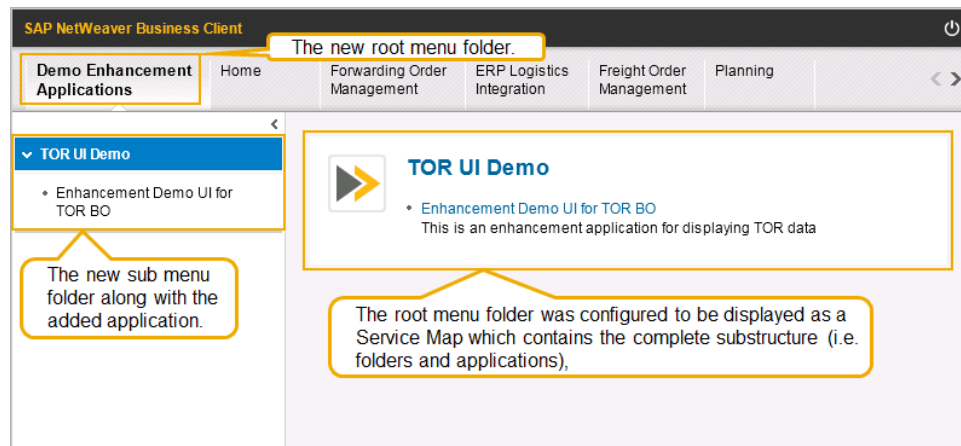 SAP NetWeaver Business Client
The new root menu folder.
Demo Enhancement
Applications
Home
Forwarding Order
Management
ERP Logistics
Integration
Freight Order
Management
Planning
TOR UI Demo
• Enhancement Demo UI for
TOR BO
TOR UI Demo
• Enhancement Demo UI for TOR BO
This is an enhancement application for displaying TOR data
The new sub menu
folder along with the
added application.
The root menu folder was configured to be displayed as a
Service Map which contains the complete substructure (i.e.
folders and applications),